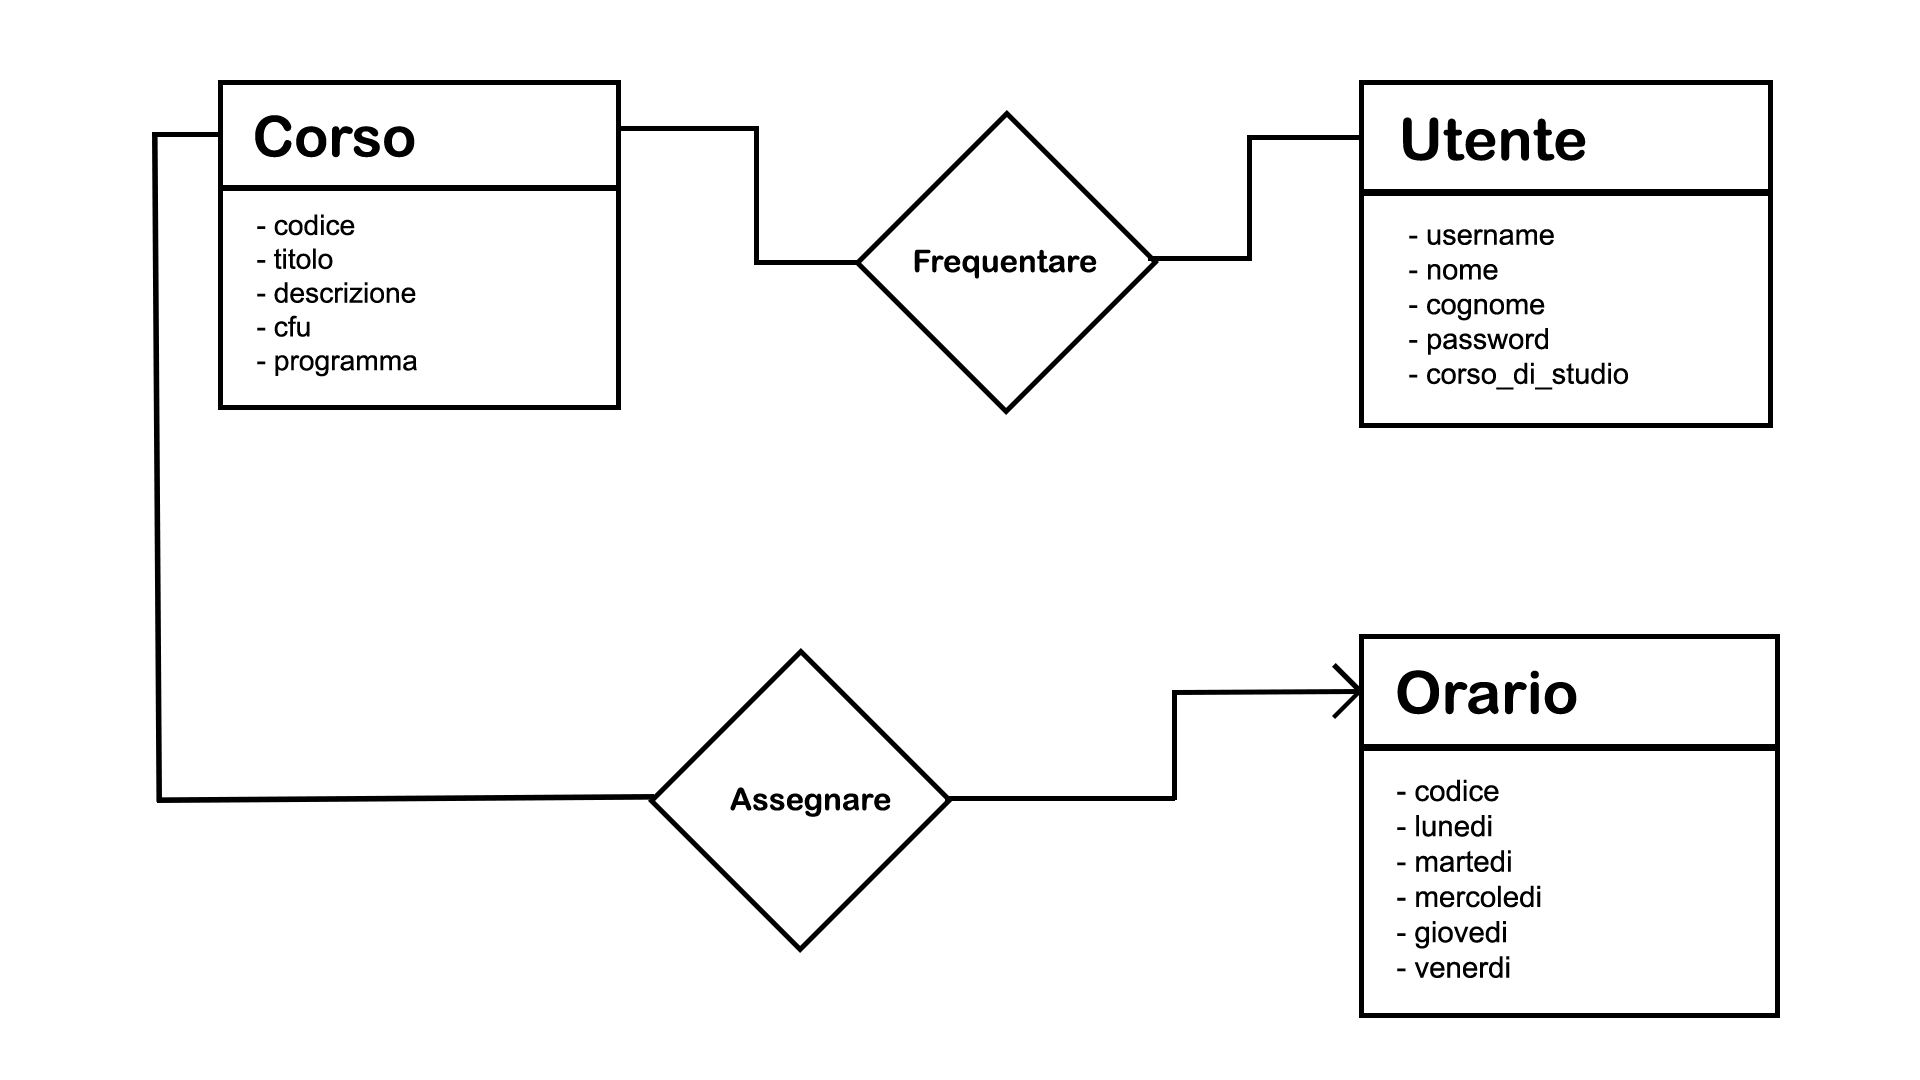 Corso
- codice
- titolo
- descrizione
- cfu
- programma
Frequentare
Utente
- username
- nome
- cognome
- password
- corso_di_studio
Assegnare
Orario
- codice
- lunedi
- martedi
- mercoledi
- giovedi
- venerdi